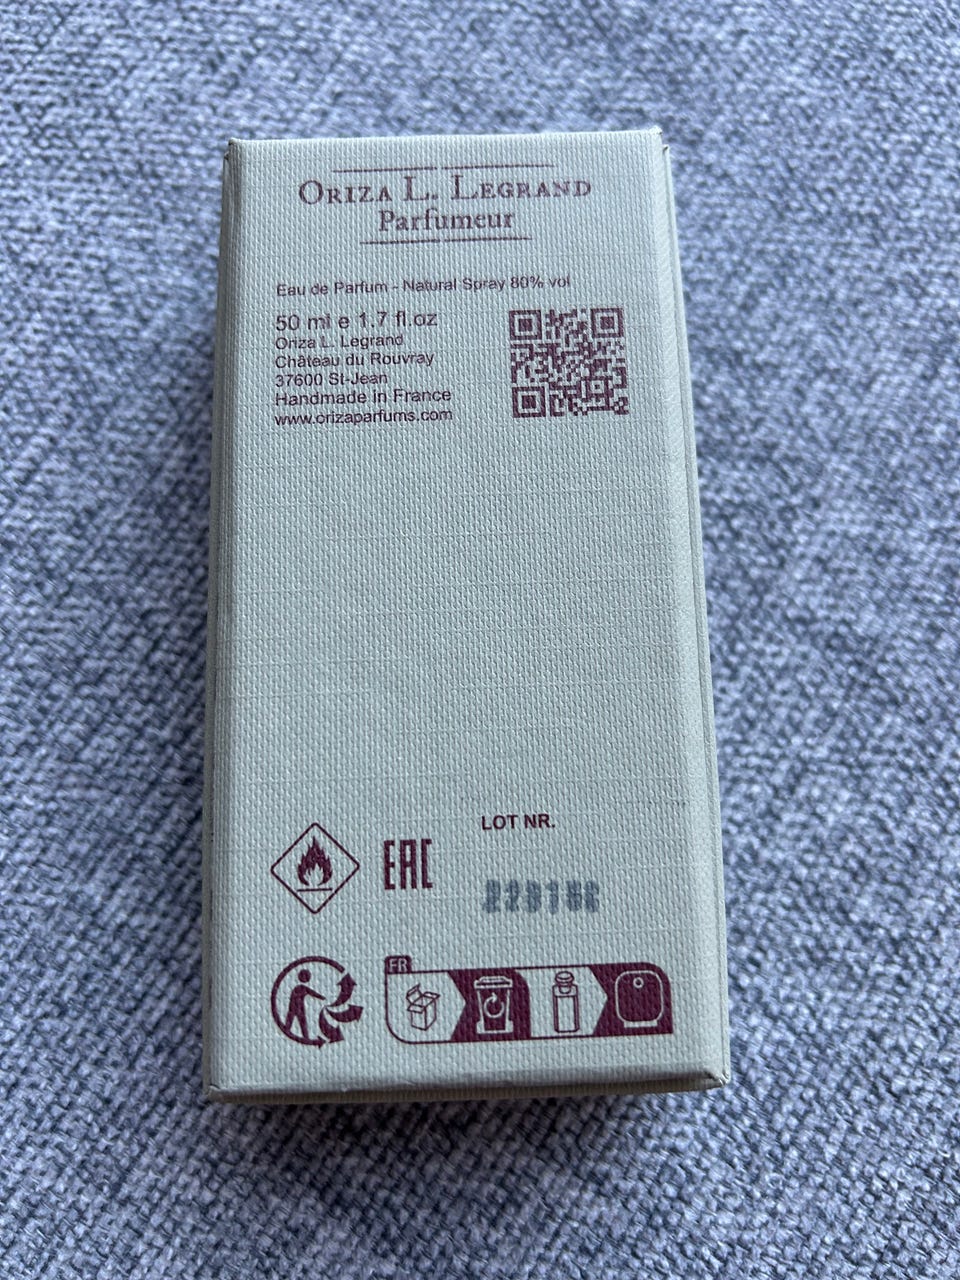 ORIZA L. LEGRAND
Parfumeur
Eau de Parfum - Natural Spray 80% vol
50 ml e 1.7 fl.oz
Oriza L. Legrand
Château du Rouvray
37600 St-Jean
Handmade in France
www.orizaparfums.com
LOT NR.
EAC
FR